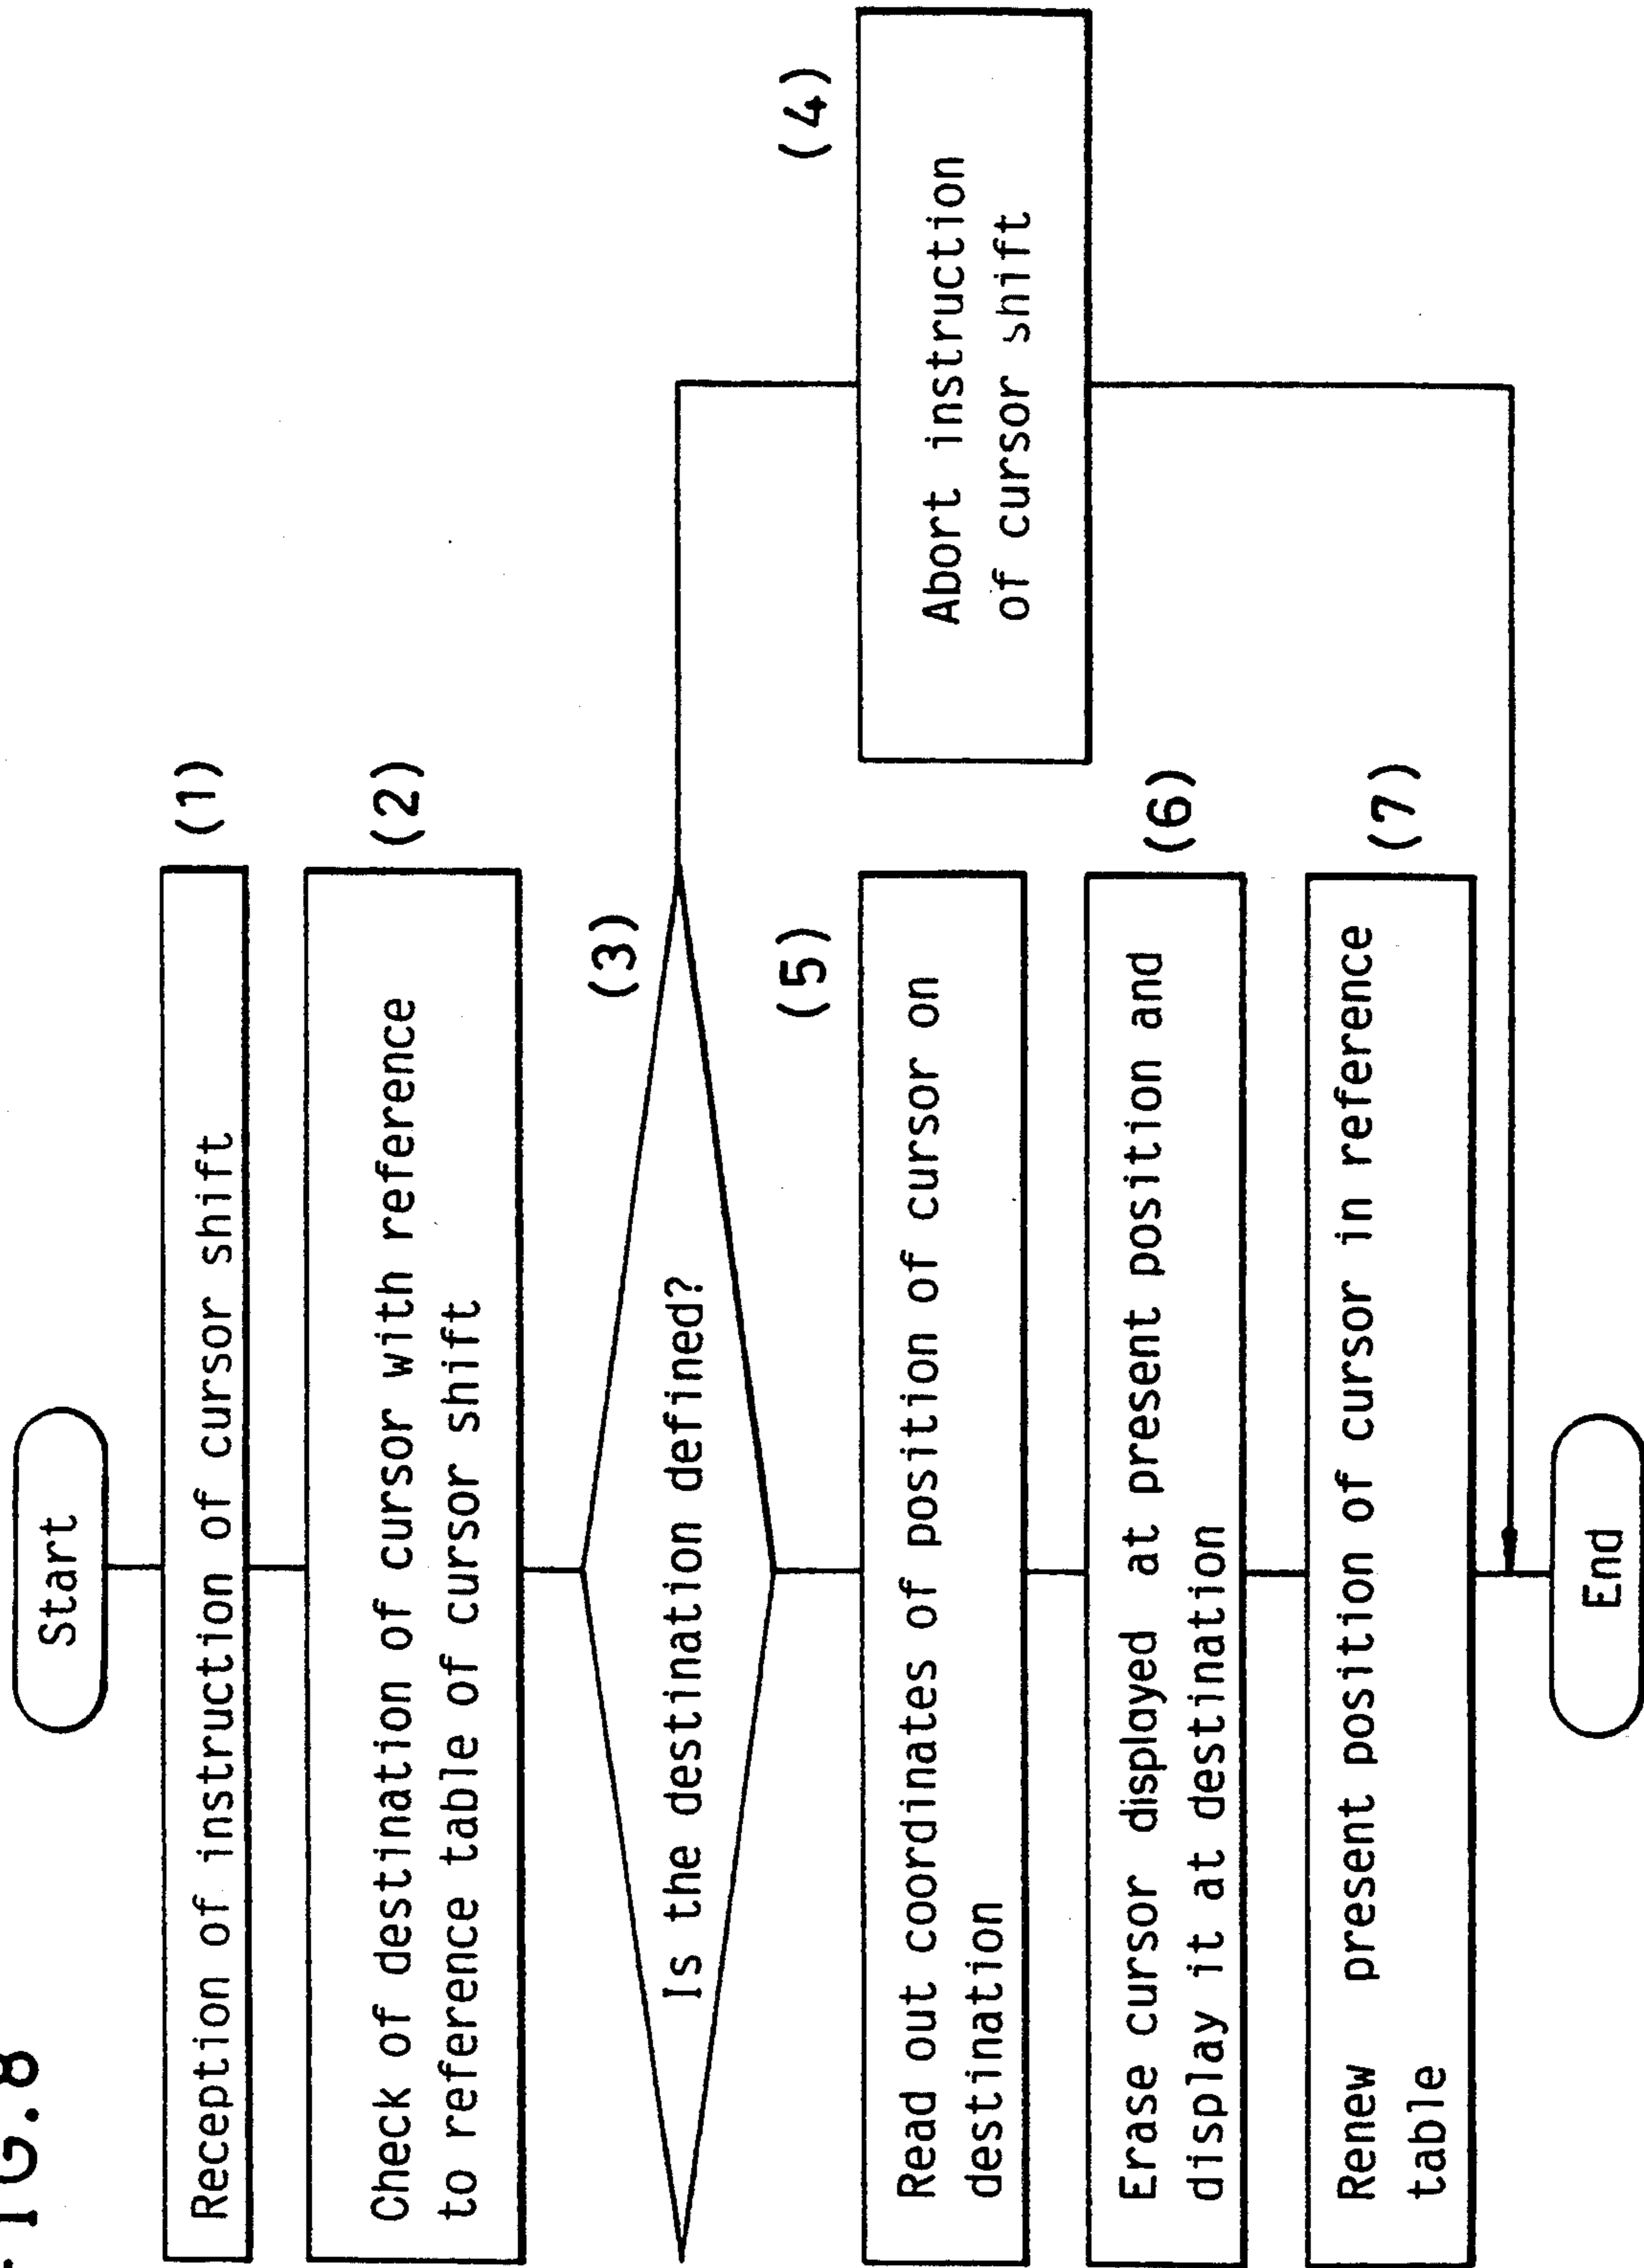 FIG.8
Start
(1)
Reception of instruction of cursor shift
(2)
Check of destination of cursor with reference
to reference table of cursor shift
(3)
Is the destination defined?
(4)
Abort instruction
of cursor shift
(5)
Read out coordinates of position of cursor on
destination
(6)
Erase cursor displayed at present position and
display it at destination
(7)
Renew present position of cursor in reference
table
End